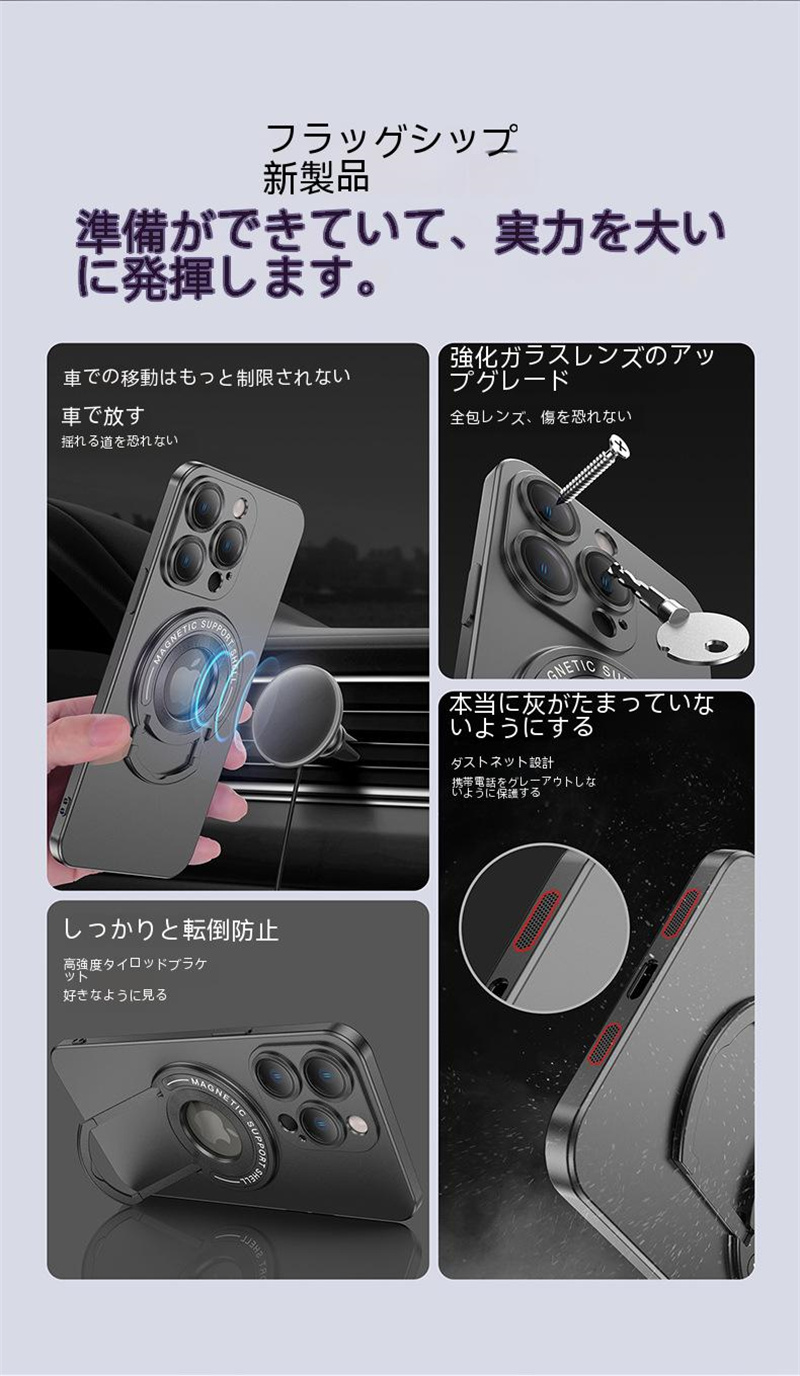 フラッグシップ
新製品
準備ができていて、実力を大い
に発揮します。
車での移動はもっと制限されない
車で放す
揺れる道を恐れない
MAGNETIC SUPPORT SHELL
強化ガラスレンズのアッ
プグレード
全包レンズ、傷を恐れない
GNETIC SU
本当に灰がたまっていな
いようにする
ダストネット設計
携帯電話をグレーアウトしな
いように保護する
しっかりと転倒防止
高強度タイロッドブラケ
ット
好きなように見る
MAGNETIC SUPPORT SHELL